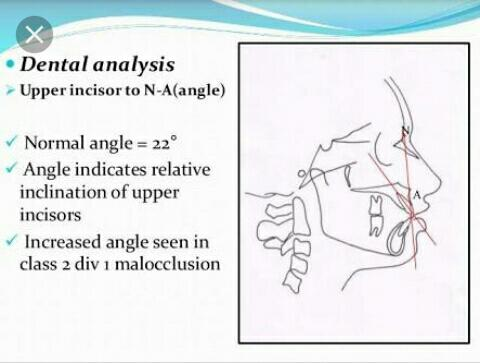 Dental analysis
Upper incisor to N-A(angle)
Normal angle = 22°
Angle indicates relative
inclination of upper
incisors
Increased angle seen in
class 2 div 1 malocclusion
N
A